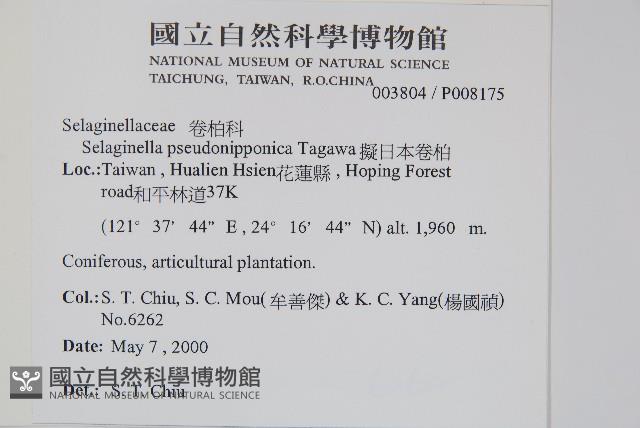 國立自然科學博物館
NATIONAL MUSEUM OF NATURAL SCIENCE
TAICHUNG, TAIWAN, R.O.CHINA
003804 / P008175
Selaginellaceae 卷柏科
Selaginella pseudonipponica Tagawa 擬日本卷柏
Loc.:Taiwan , Hualien Hsien花蓮縣 , Hoping Forest
road和平林道37K
(121° 37’ 44” E , 24° 16’ 44” N) alt. 1,960 m.
Coniferous, articultural plantation.
Col.: S. T. Chiu, S. C. Mou(牟善傑) & K. C. Yang(楊國禎)
No.6262
Date: May 7 , 2000
Det.: S. T. Chiu
國立自然科學博物館
NATIONAL MUSEUM OF NATURAL SCIENCE